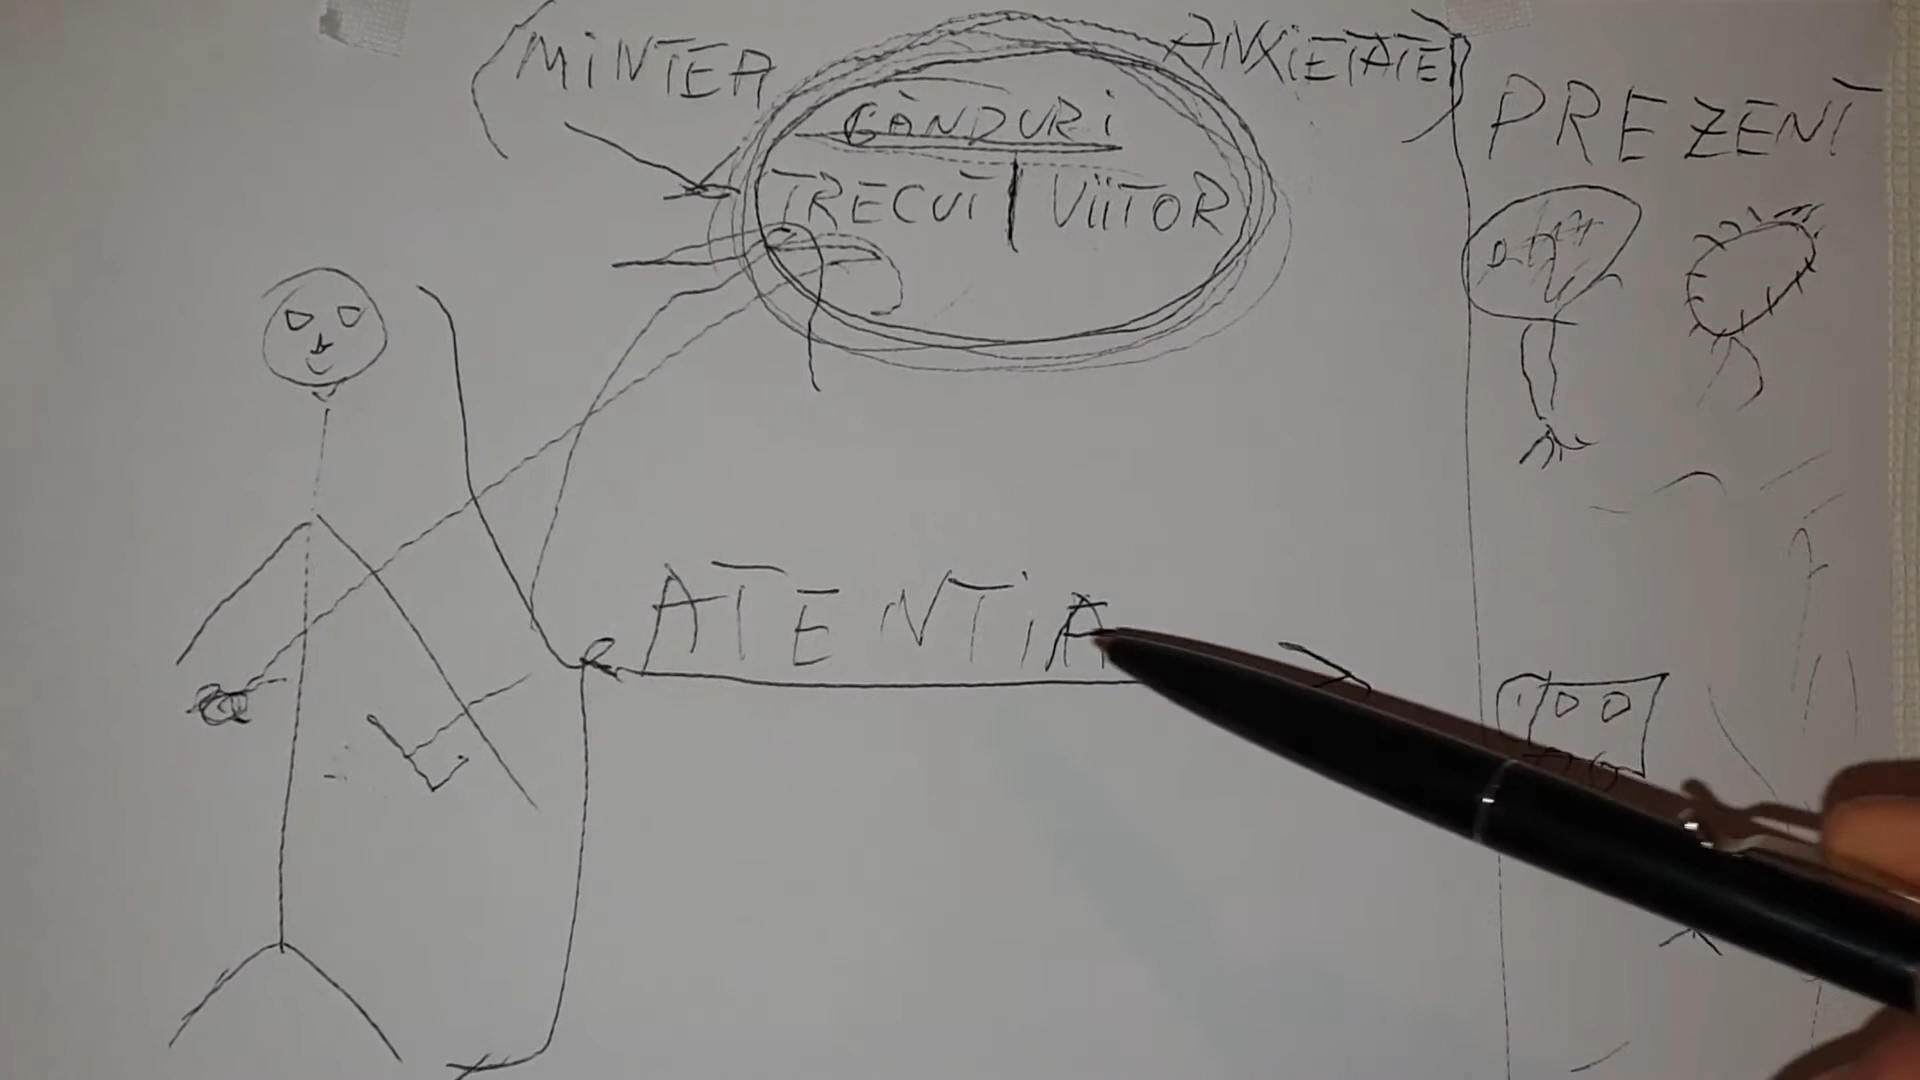 MINTEA
ANXIETATE
GÂNDURI
TRECUT | VIITOR
PREZENT
ATENTIA